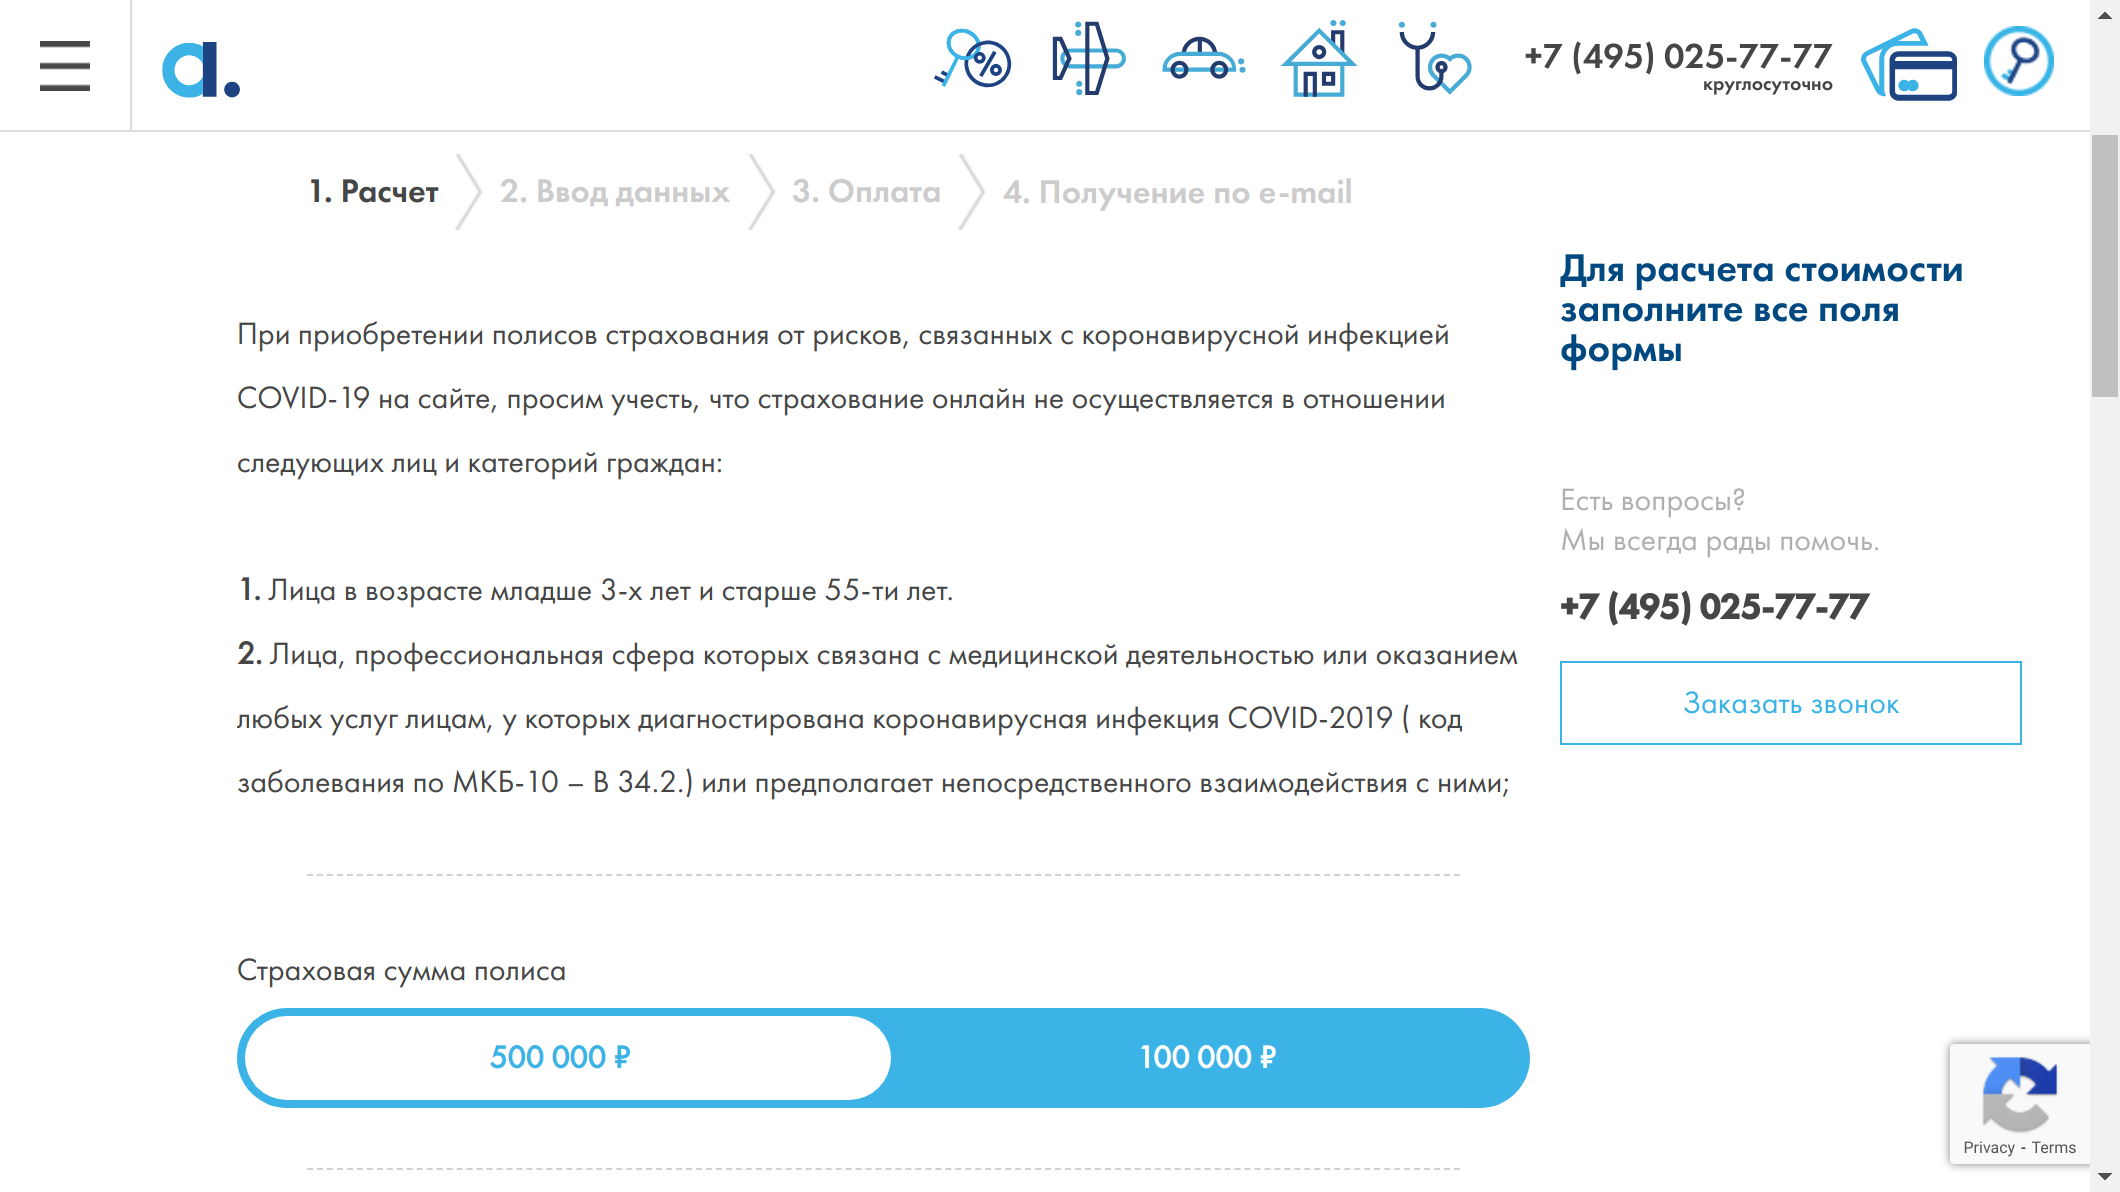 a.
+7 (495) 025-77-77
круглосуточно
1. Расчет
2. Ввод данных
3. Оплата
4. Получение по e-mail
При приобретении полисов страхования от рисков, связанных с коронавирусной инфекцией
COVID-19 на сайте, просим учесть, что страхование онлайн не осуществляется в отношении
следующих лиц и категорий граждан:
1. Лица в возрасте младше 3-х лет и старше 55-ти лет.
2. Лица, профессиональная сфера которых связана с медицинской деятельностью или оказанием
любых услуг лицам, у которых диагностирована коронавирусная инфекция COVID-2019 ( код
заболевания по МКБ-10 – В 34.2.) или предполагает непосредственного взаимодействия с ними;
Страховая сумма полиса
500 000 ₽
100 000 ₽
Для расчета стоимости
заполните все поля
формы
Есть вопросы?
Мы всегда рады помочь.
+7 (495) 025-77-77
Заказать звонок
Privacy - Terms